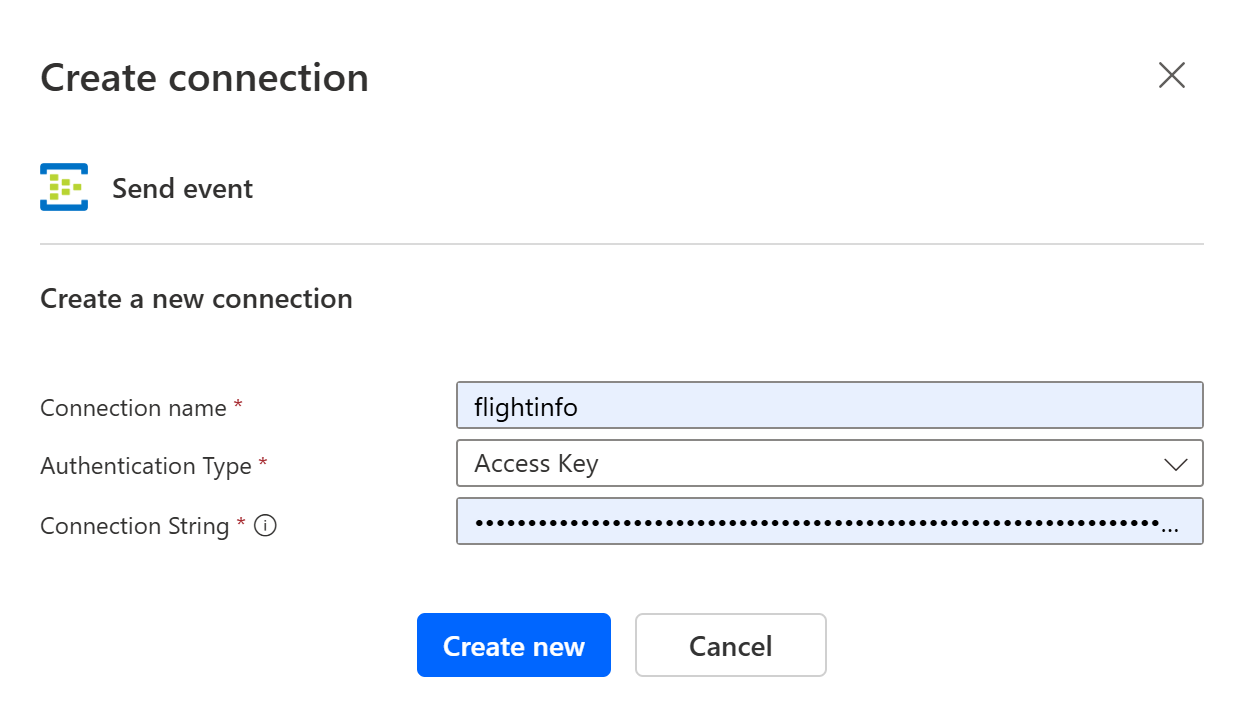 Create connection
Send event
Create a new connection
Connection name * flightinfo
Authentication Type * Access Key
Connection String * ••••••••••••••••••••••••••••••••••••••••••••••••••••••••••••••••••...
Create new Cancel